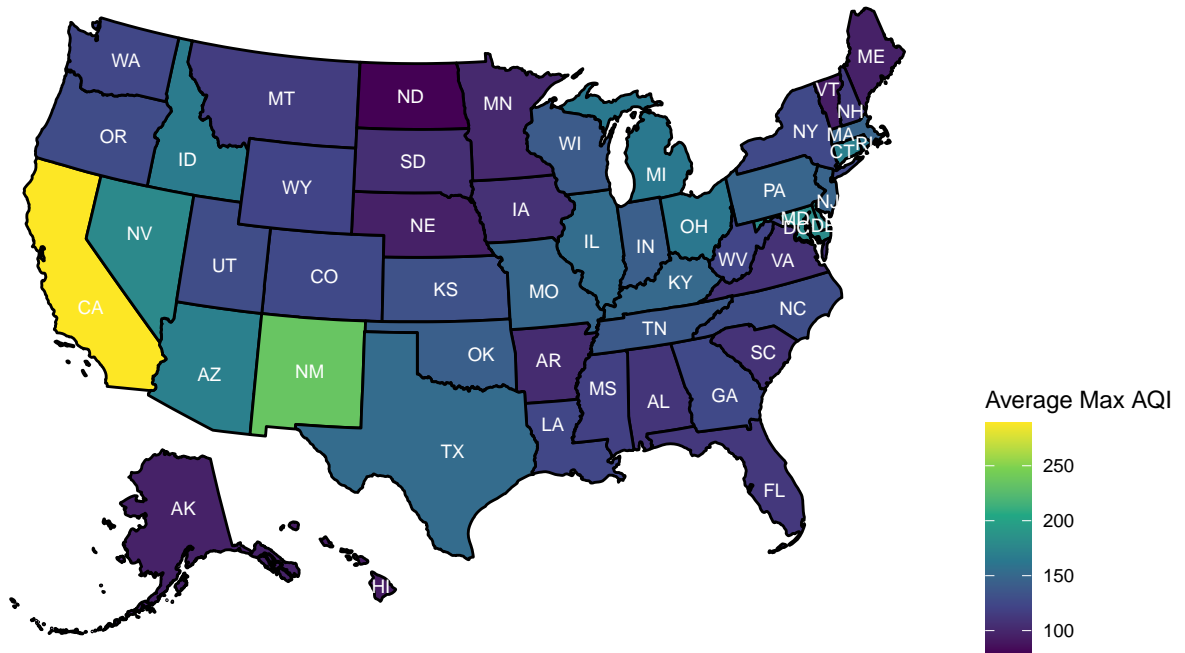 ME
WA
VT
ND
MT
MN
NH
NY
MA
OR
WI
RI
CT
ID
SD
MI
WY
PA
NJ
IA
NE
MD
DE
DC
OH
NV
IL
IN
WV
VA
UT
CO
KS
MO
KY
CA
NC
TN
OK
AR
SC
NM
AZ
MS
GA
AL
LA
TX
FL
AK
HI
Average Max AQI
250
200
150
100